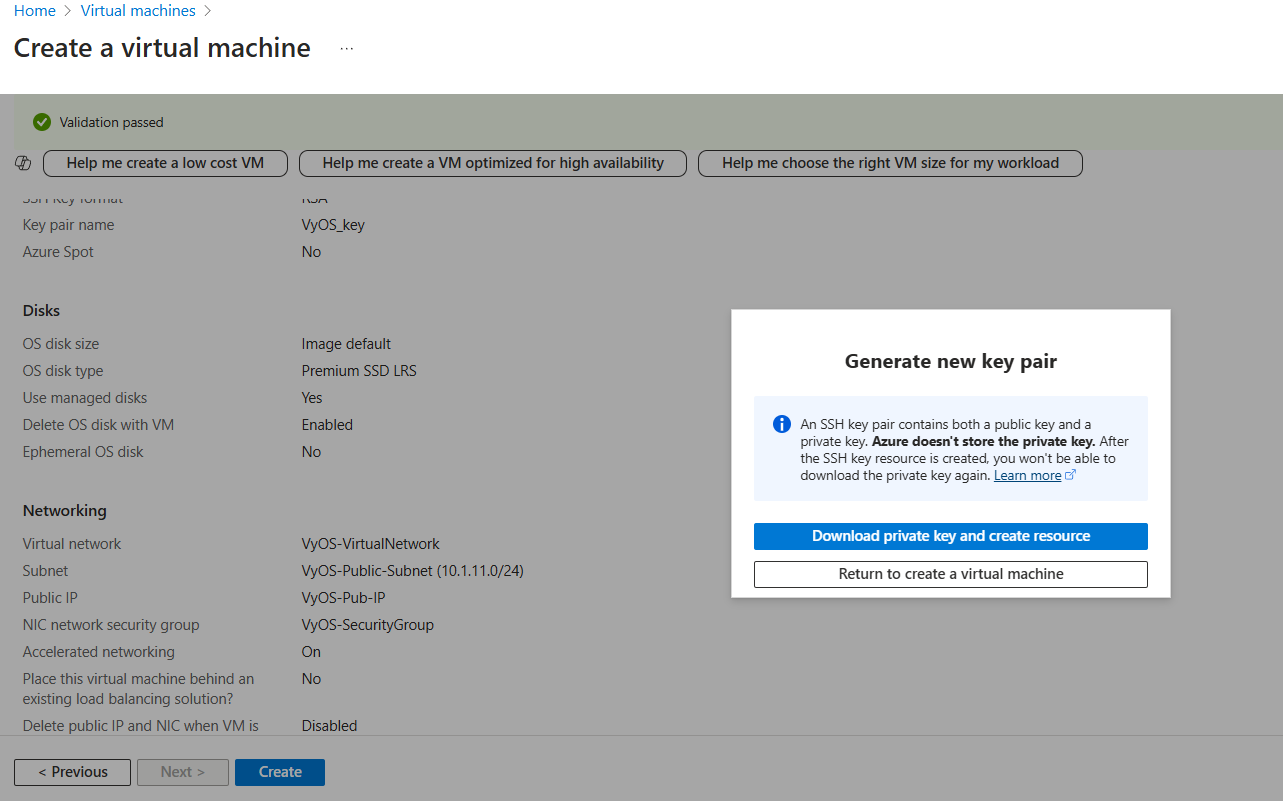 Home > Virtual machines >
Create a virtual machine ...
Validation passed
Help me create a low cost VM
Help me create a VM optimized for high availability
Help me choose the right VM size for my workload
SSH Key format RSA
Key pair name VyOS_key
Azure Spot No
Disks
OS disk size Image default
OS disk type Premium SSD LRS
Use managed disks Yes
Delete OS disk with VM Enabled
Ephemeral OS disk No
Networking
Virtual network VyOS-VirtualNetwork
Subnet VyOS-Public-Subnet (10.1.11.0/24)
Public IP VyOS-Pub-IP
NIC network security group VyOS-SecurityGroup
Accelerated networking On
Place this virtual machine behind an No
existing load balancing solution?
Delete public IP and NIC when VM is Disabled
Generate new key pair
An SSH key pair contains both a public key and a
private key. Azure doesn't store the private key. After
the SSH key resource is created, you won't be able to
download the private key again. Learn more
Download private key and create resource
Return to create a virtual machine
< Previous
Next >
Create